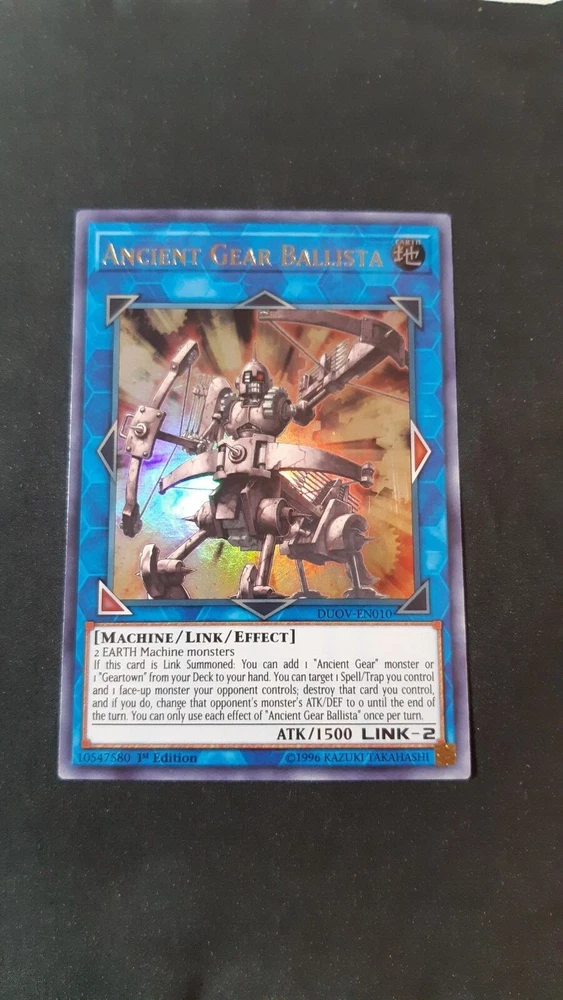 ANCIENT GEAR BALLISTA
EARTH
地
DUOV-EN010
[MACHINE/LINK/EFFECT]
2 EARTH Machine monsters
If this card is Link Summoned: You can add 1 "Ancient Gear" monster or
1 "Geartown" from your Deck to your hand. You can target 1 Spell/Trap you control
and 1 face-up monster your opponent controls; destroy that card you control,
and if you do, change that opponent's monster's ATK/DEF to 0 until the end of
the turn. You can only use each effect of "Ancient Gear Ballista" once per turn.
ATK/1500 LINK-2
10547580 1st Edition ©1996 KAZUKI TAKAHASHI